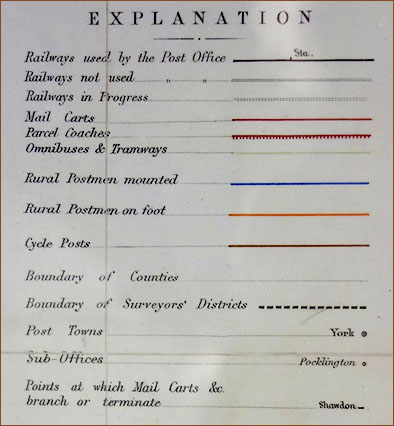 EXPLANATION
Railways used by the Post Office Sta.
Railways not used " "
Railways in Progress
Mail Carts
Parcel Coaches
Omnibuses & Tramways
Rural Postmen mounted
Rural Postmen on foot
Cycle Posts
Boundary of Counties
Boundary of Surveyors' Districts
Post Towns York
Sub-Offices Pocklington
Points at which Mail Carts &c.
branch or terminate Shawdon